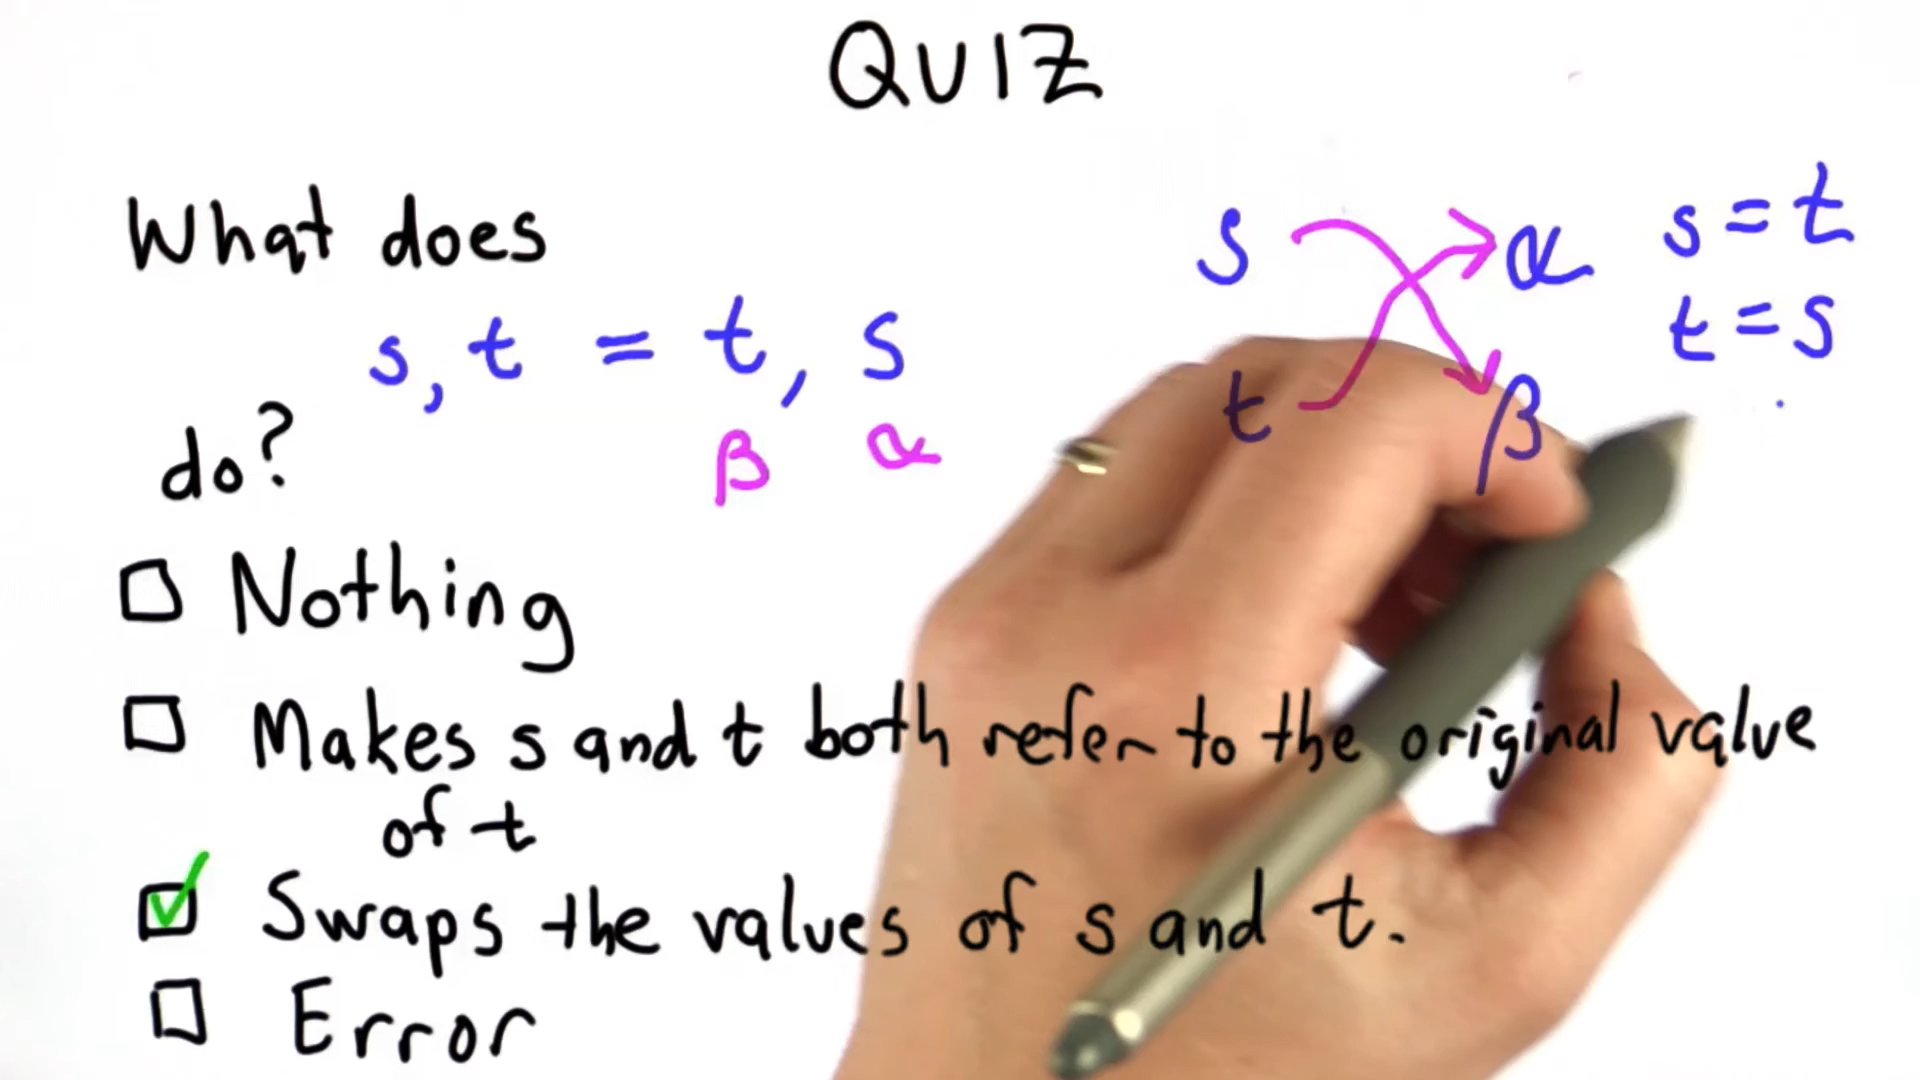 QUIZ
What does
s, t = t, s
β α
do?
s α
t β
s = t
t = s
Nothing
Makes s and t both refer to the original value
of t
Swaps the values of s and t.
Error